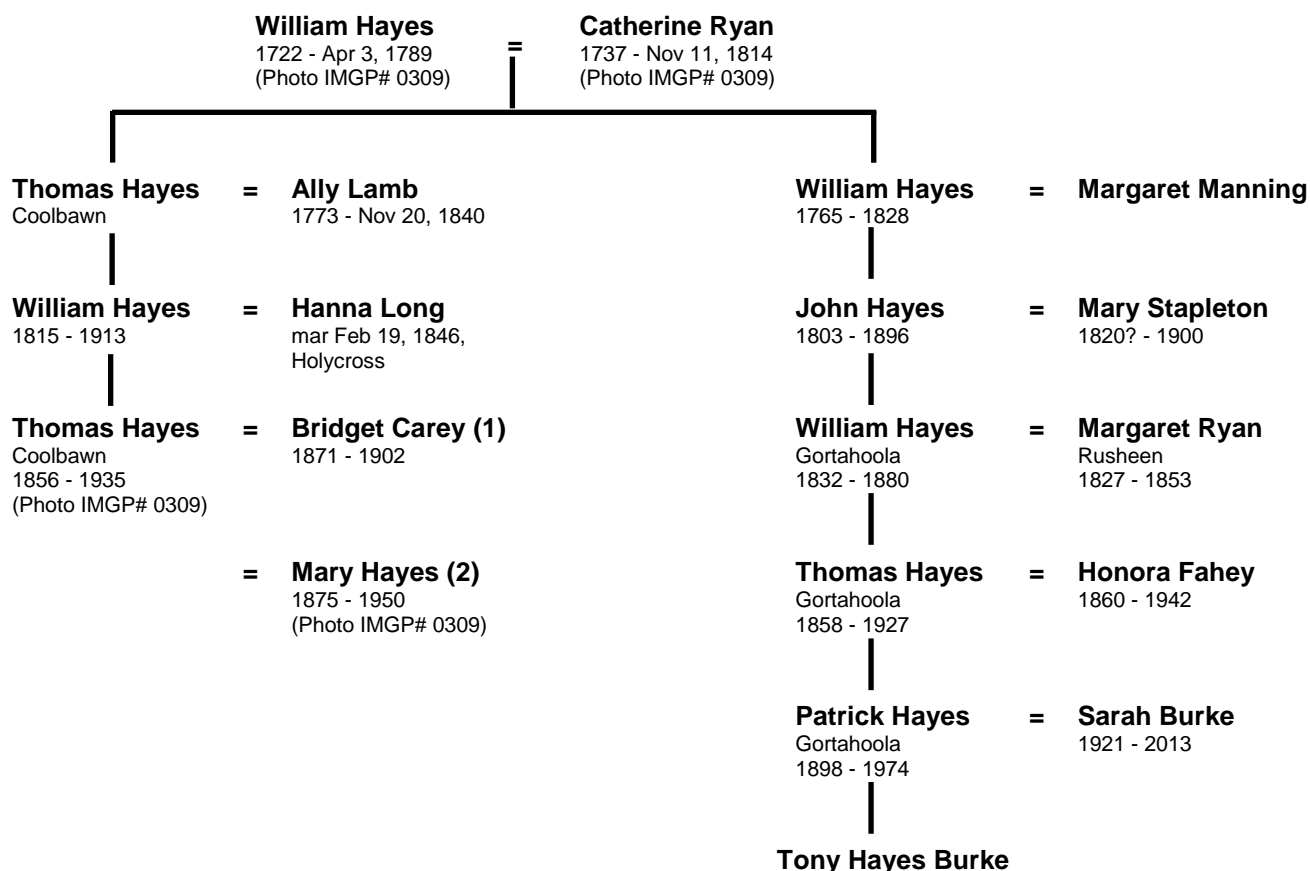 William Hayes = Catherine Ryan
1722 - Apr 3, 1789 1737 - Nov 11, 1814
(Photo IMGP# 0309) (Photo IMGP# 0309)
Thomas Hayes = Ally Lamb William Hayes = Margaret Manning
Coolbawn 1773 - Nov 20, 1840 1765 - 1828
William Hayes = Hanna Long John Hayes = Mary Stapleton
1815 - 1913 mar Feb 19, 1846, 1803 - 1896 1820? - 1900
Holycross
Thomas Hayes = Bridget Carey (1) William Hayes = Margaret Ryan
Coolbawn 1871 - 1902 Gortahoola Rusheen
1856 - 1935 1832 - 1880 1827 - 1853
(Photo IMGP# 0309)
= Mary Hayes (2) Thomas Hayes = Honora Fahey
1875 - 1950 Gortahoola 1860 - 1942
(Photo IMGP# 0309) 1858 - 1927
Patrick Hayes = Sarah Burke
Gortahoola 1921 - 2013
1898 - 1974
Tony Hayes Burke